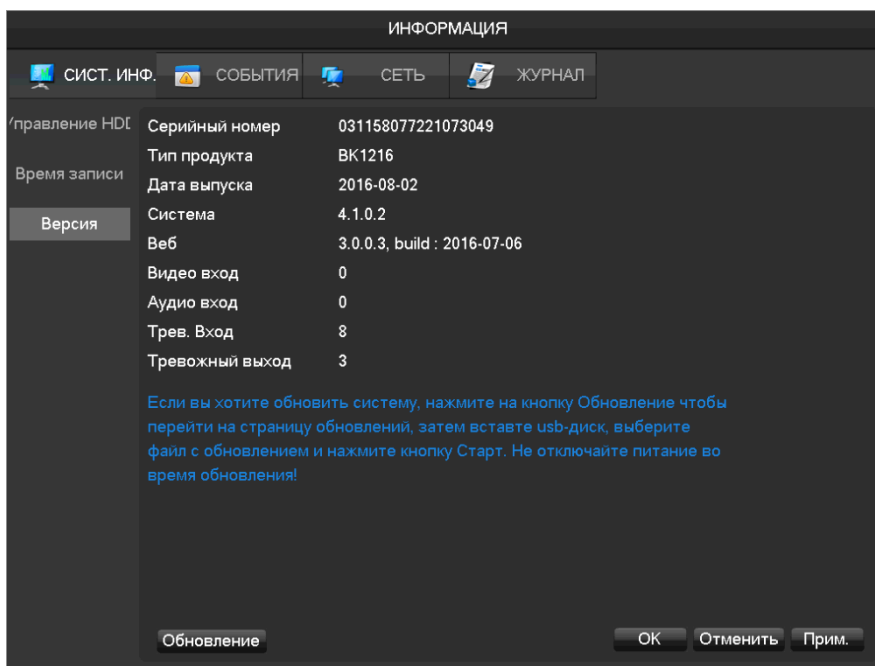 ИНФОРМАЦИЯ
СИСТ. ИНФ. СОБЫТИЯ СЕТЬ ЖУРНАЛ
Управление HDD
Время записи
Версия
Серийный номер 031158077221073049
Тип продукта BK1216
Дата выпуска 2016-08-02
Система 4.1.0.2
Веб 3.0.0.3, build : 2016-07-06
Видео вход 0
Аудио вход 0
Трев. Вход 8
Тревожный выход 3
Если вы хотите обновить систему, нажмите на кнопку Обновление чтобы
перейти на страницу обновлений, затем вставте usb-диск, выберите
файл с обновлением и нажмите кнопку Старт. Не отключайте питание во
время обновления!
Обновление OK Отменить Прим.